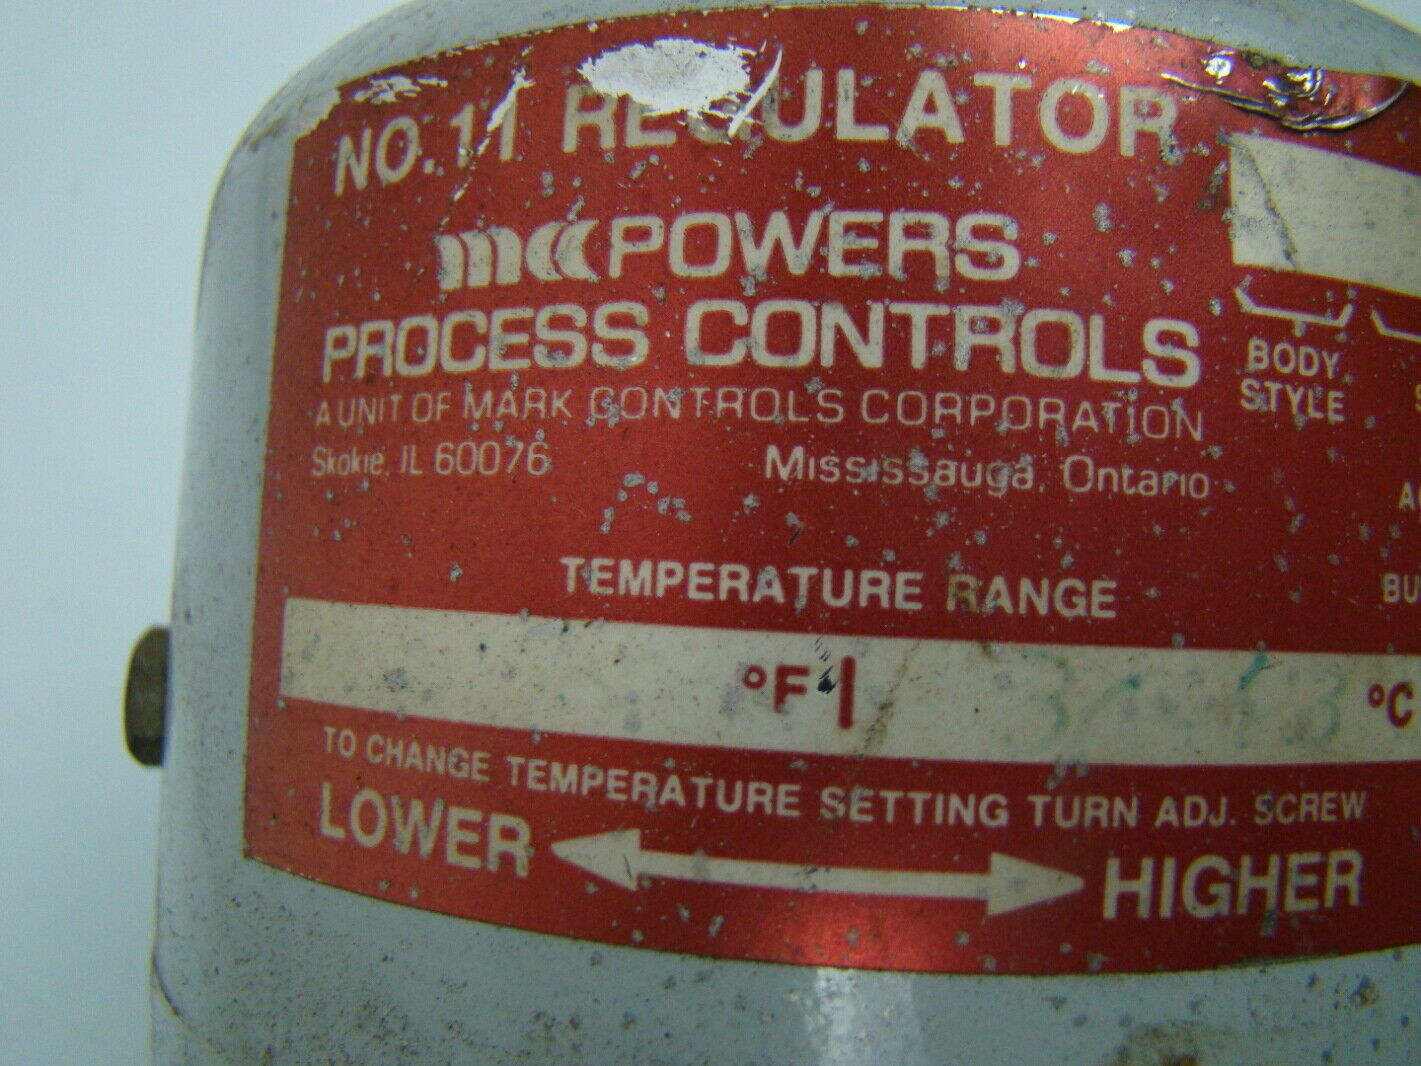 NO. 11 REGULATOR
mcc POWERS
PROCESS CONTROLS
A UNIT OF MARK CONTROLS CORPORATION
Skokie, IL 60076 Mississauga, Ontario
BODY
STYLE
TEMPERATURE RANGE
°F °C
TO CHANGE TEMPERATURE SETTING TURN ADJ. SCREW
LOWER HIGHER